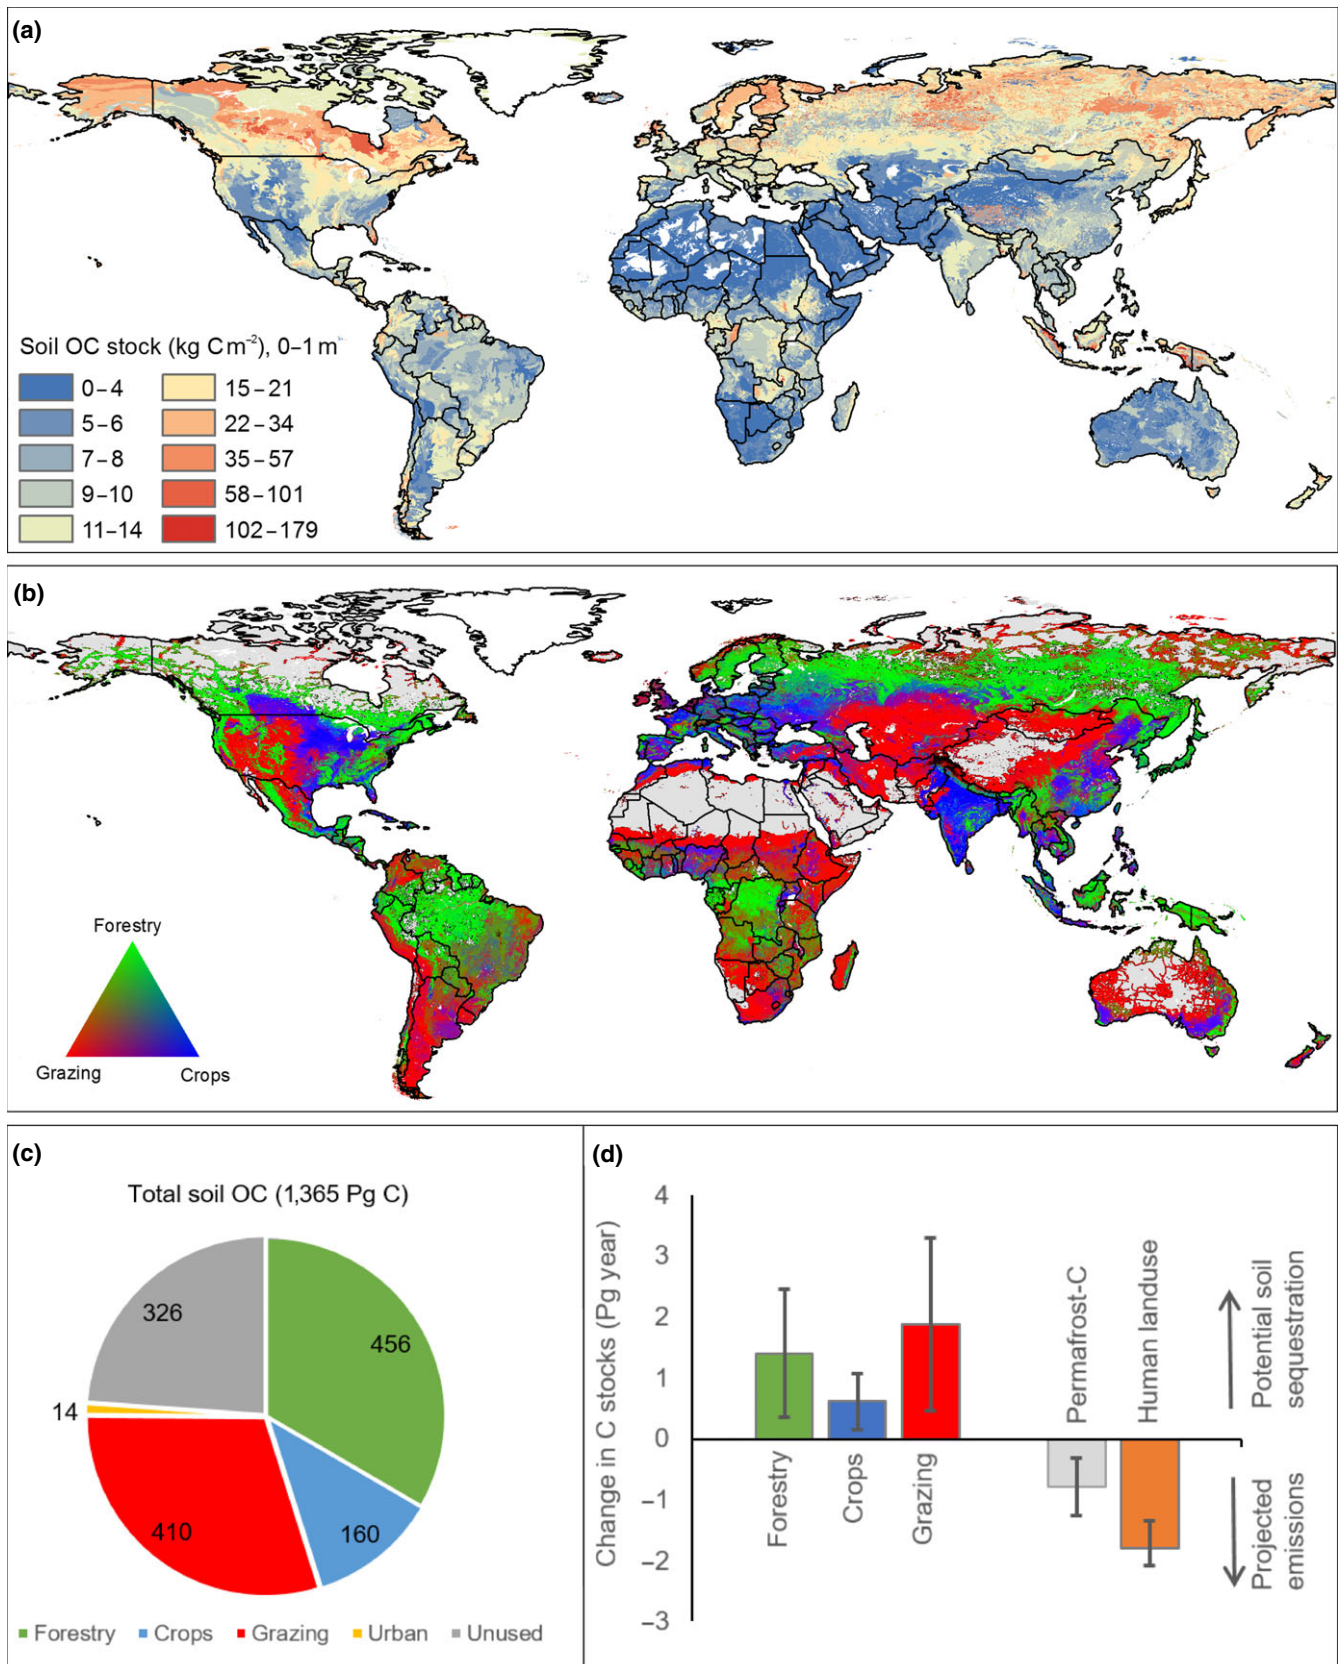 (a)
Soil OC stock (kg C m⁻²), 0–1 m
0–4
5–6
7–8
9–10
11–14
15–21
22–34
35–57
58–101
102–179
(b)
Forestry
Grazing
Crops
(c)
Total soil OC (1,365 Pg C)
326
456
14
410
160
Forestry
Crops
Grazing
Urban
Unused
(d)
Change in C stocks (Pg year)
4
3
2
1
0
–1
–2
–3
Forestry
Crops
Grazing
Permafrost-C
Human landuse
Potential soil
sequestration
Projected
emissions